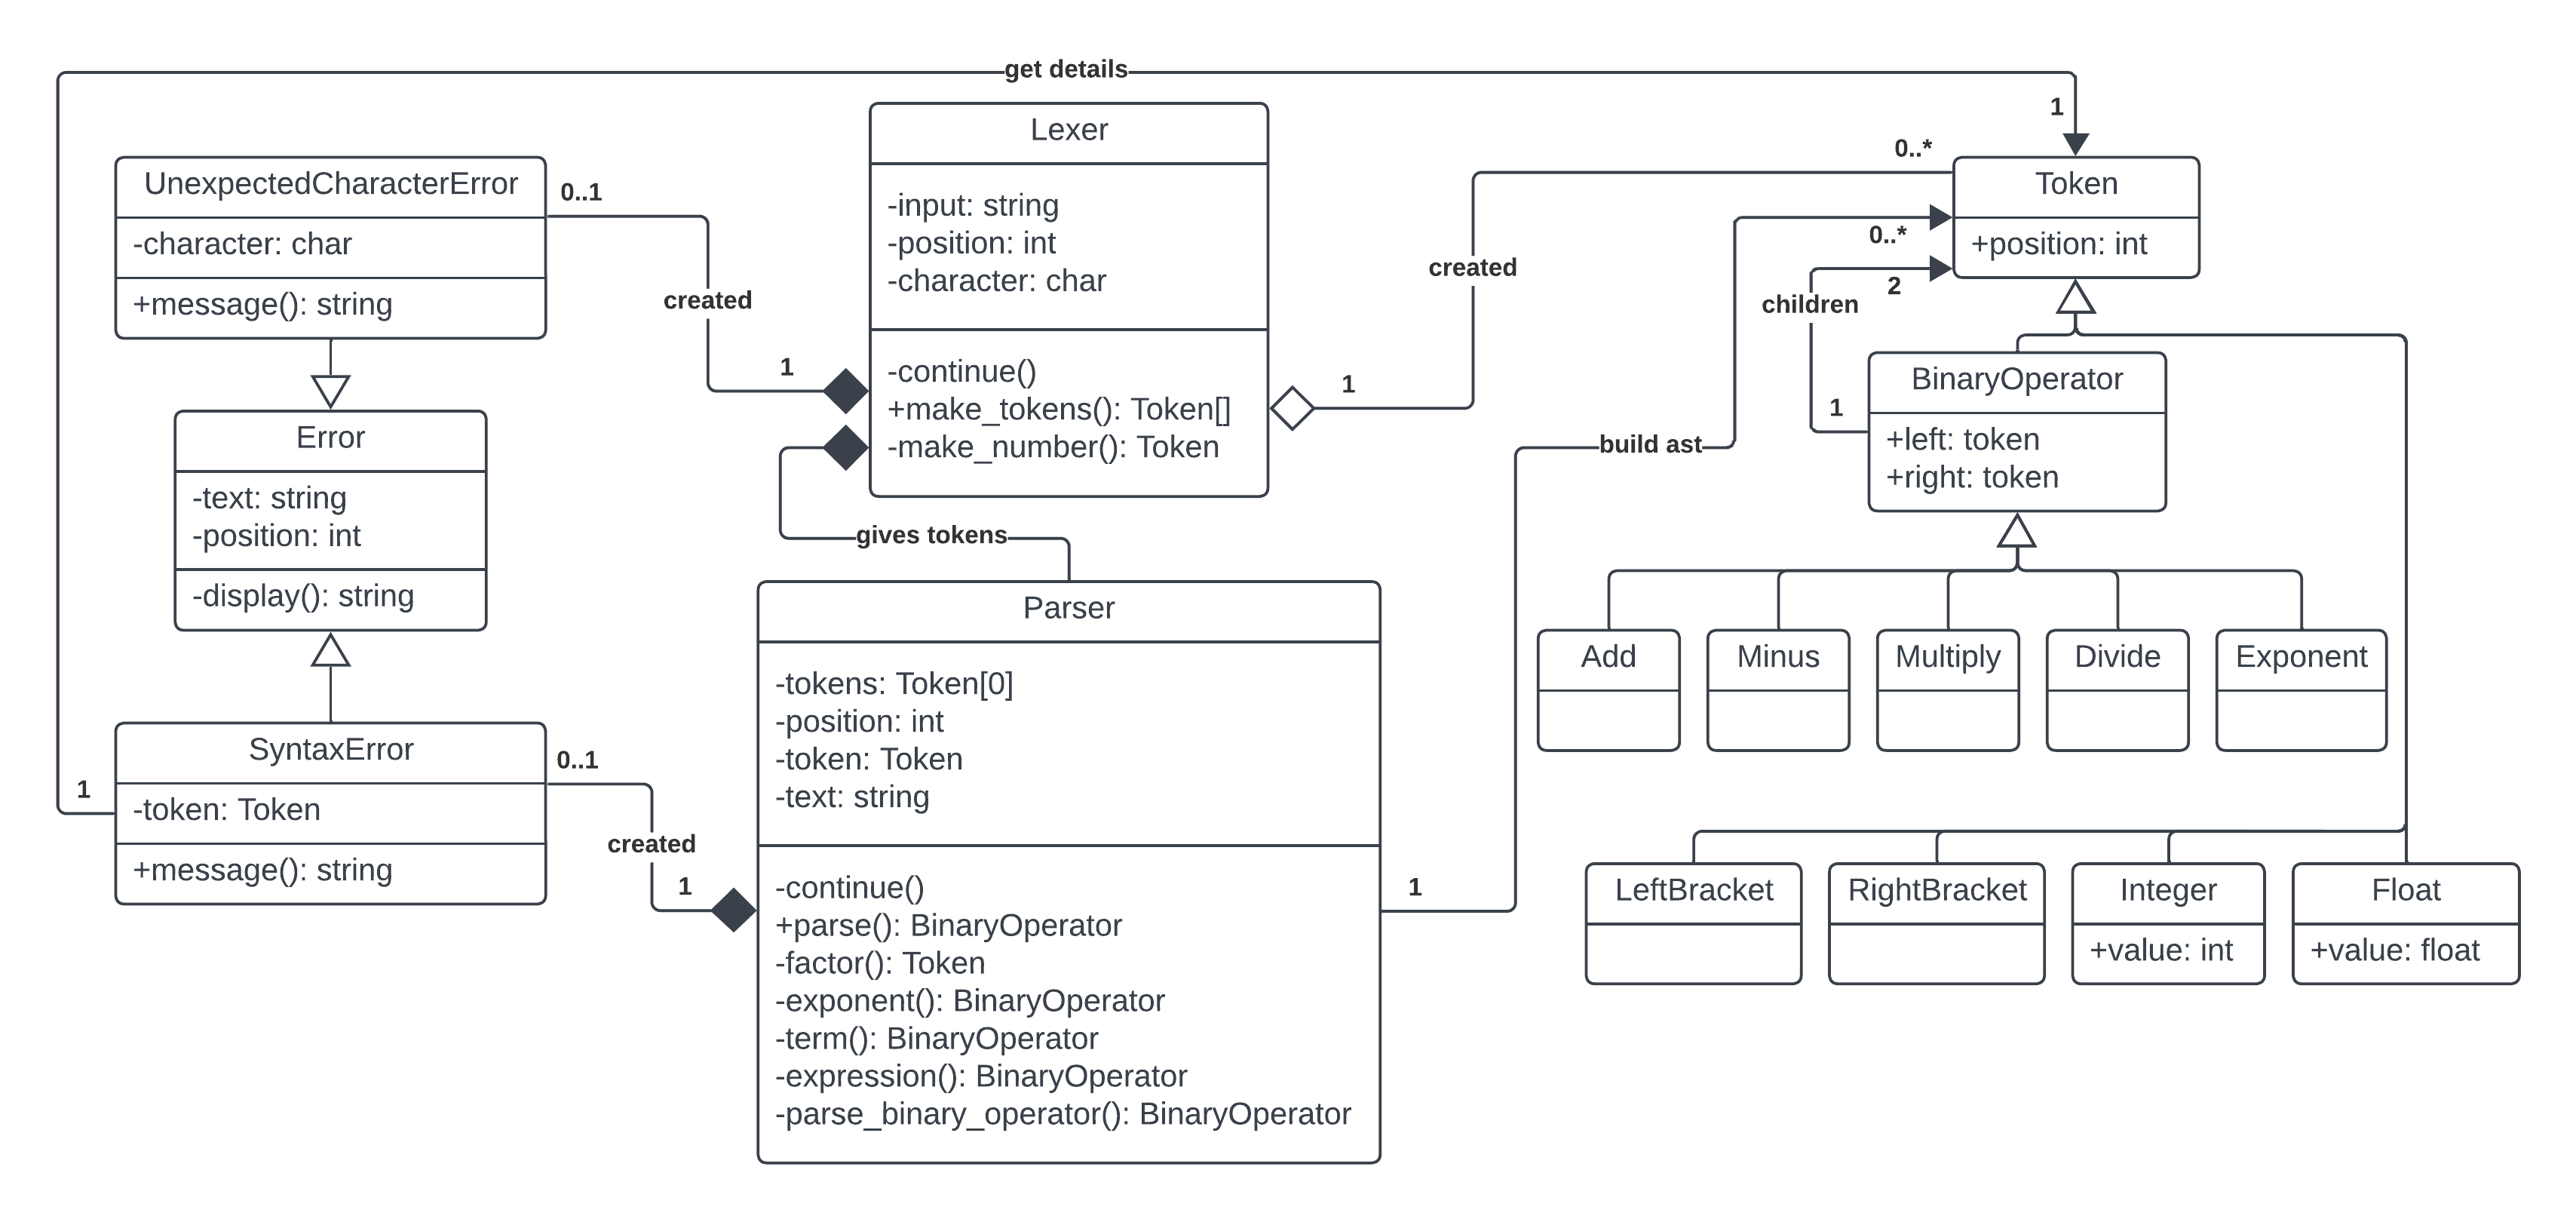 get details
1
UnexpectedCharacterError
-character: char
+message(): string
0..1
created
1
Error
-text: string
-position: int
-display(): string
SyntaxError
-token: Token
+message(): string
1
0..1
created
1
Lexer
-input: string
-position: int
-character: char
-continue()
+make_tokens(): Token[]
-make_number(): Token
gives tokens
Parser
-tokens: Token[0]
-position: int
-token: Token
-text: string
-continue()
+parse(): BinaryOperator
-factor(): Token
-exponent(): BinaryOperator
-term(): BinaryOperator
-expression(): BinaryOperator
-parse_binary_operator(): BinaryOperator
1
created
0..*
1
build ast
0..*
Token
+position: int
children
2
1
BinaryOperator
+left: token
+right: token
Add
Minus
Multiply
Divide
Exponent
LeftBracket
RightBracket
Integer
+value: int
Float
+value: float